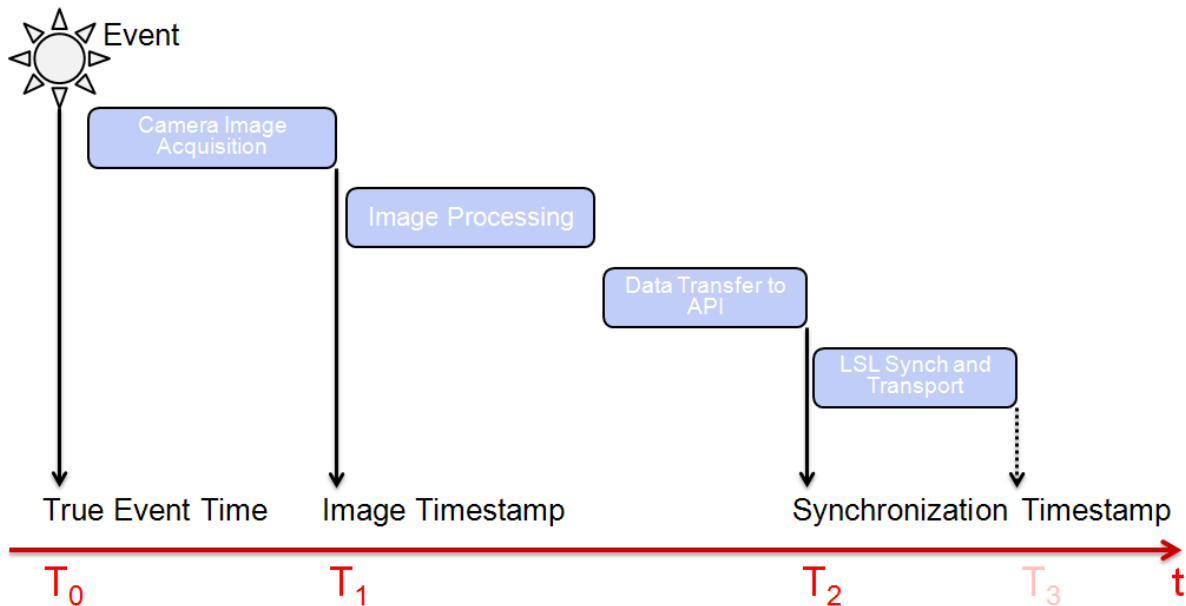 Event
Camera Image
Acquisition
Image Processing
Data Transfer to
API
LSL Synch and
Transport
True Event Time
Image Timestamp
Synchronization Timestamp
T0
T1
T2
T3
t